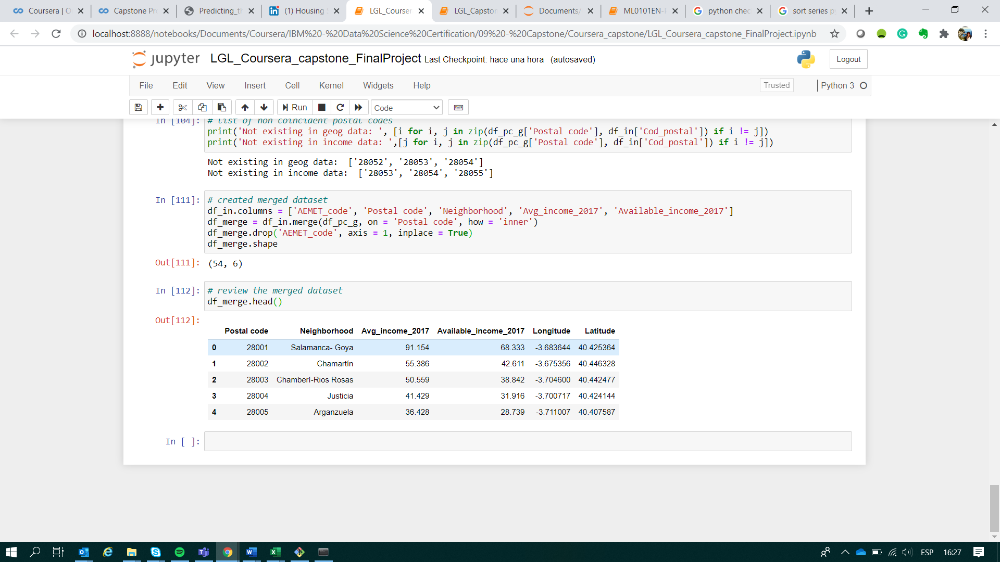 Coursera | O
Capstone Pro
Predicting_th
(1) Housing
LGL_Courser
LGL_Capston
Documents/
ML0101EN-
python chec
sort series p
localhost:8888/notebooks/Documents/Coursera/IBM%20-%20Data%20Science%20Certification/09%20-%20Capstone/Coursera_capstone/LGL_Coursera_capstone_FinalProject.ipynb
jupyter LGL_Coursera_capstone_FinalProject Last Checkpoint: hace una hora (autosaved)
Logout
File Edit View Insert Cell Kernel Widgets Help
Trusted
Python 3
Run
Code
In [104]: # list of non coincident postal codes
print('Not existing in geog data: ', [i for i, j in zip(df_pc_g['Postal code'], df_in['Cod_postal']) if i != j])
print('Not existing in income data: ',[j for i, j in zip(df_pc_g['Postal code'], df_in['Cod_postal']) if i != j])
Not existing in geog data:  ['28052', '28053', '28054']
Not existing in income data:  ['28053', '28054', '28055']
In [111]: # created merged dataset
df_in.columns = ['AEMET_code', 'Postal code', 'Neighborhood', 'Avg_income_2017', 'Available_income_2017']
df_merge = df_in.merge(df_pc_g, on = 'Postal code', how = 'inner')
df_merge.drop('AEMET_code', axis = 1, inplace = True)
df_merge.shape
Out[111]: (54, 6)
In [112]: # review the merged dataset
df_merge.head()
Out[112]:
Postal code Neighborhood Avg_income_2017 Available_income_2017 Longitude Latitude
0 28001 Salamanca- Goya 91.154 68.333 -3.683644 40.425364
1 28002 Chamartín 55.386 42.611 -3.675356 40.446328
2 28003 Chamberí-Rios Rosas 50.559 38.842 -3.704600 40.442477
3 28004 Justicia 41.429 31.916 -3.700717 40.424144
4 28005 Arganzuela 36.428 28.739 -3.711007 40.407587
In [ ]:
ESP
16:27